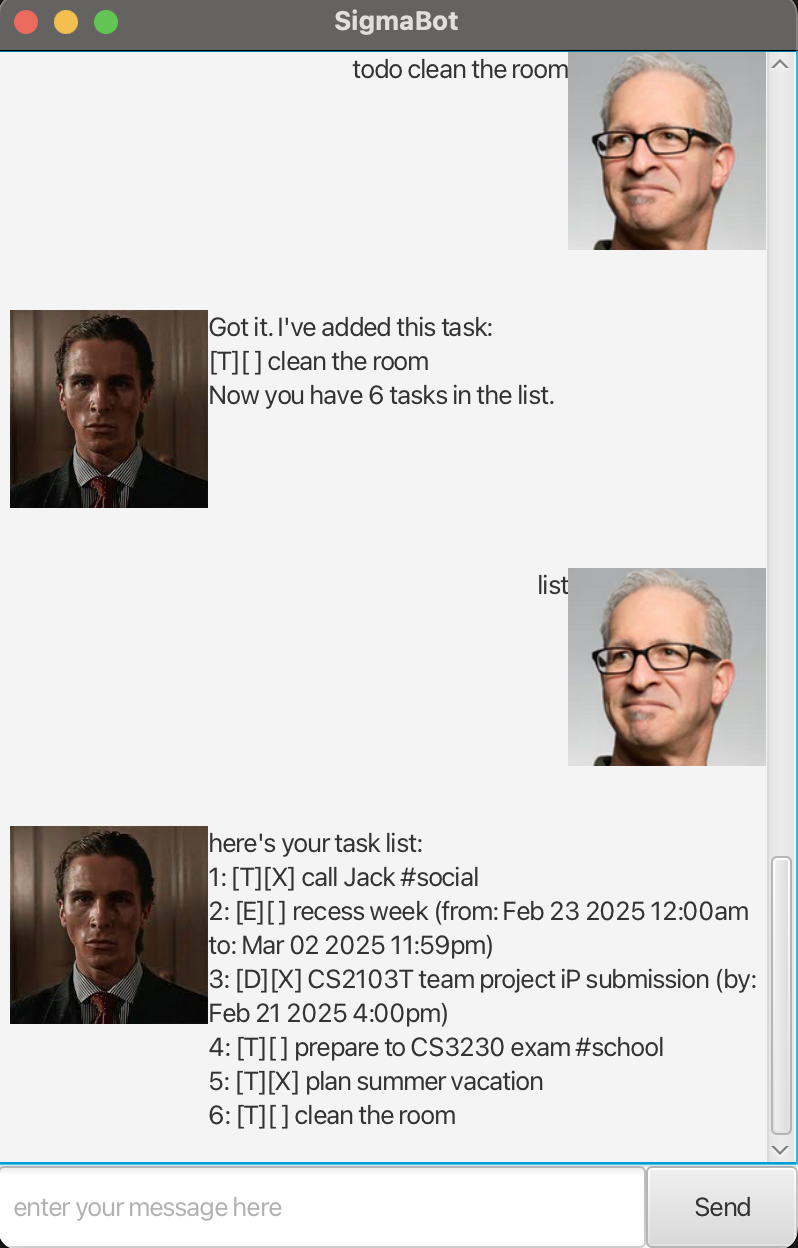 SigmaBot
todo clean the room
Got it. I've added this task:
[T][ ] clean the room
Now you have 6 tasks in the list.
list
here's your task list:
1: [T][X] call Jack #social
2: [E][ ] recess week (from: Feb 23 2025 12:00am
to: Mar 02 2025 11:59pm)
3: [D][X] CS2103T team project iP submission (by:
Feb 21 2025 4:00pm)
4: [T][ ] prepare to CS3230 exam #school
5: [T][X] plan summer vacation
6: [T][ ] clean the room
enter your message here
Send